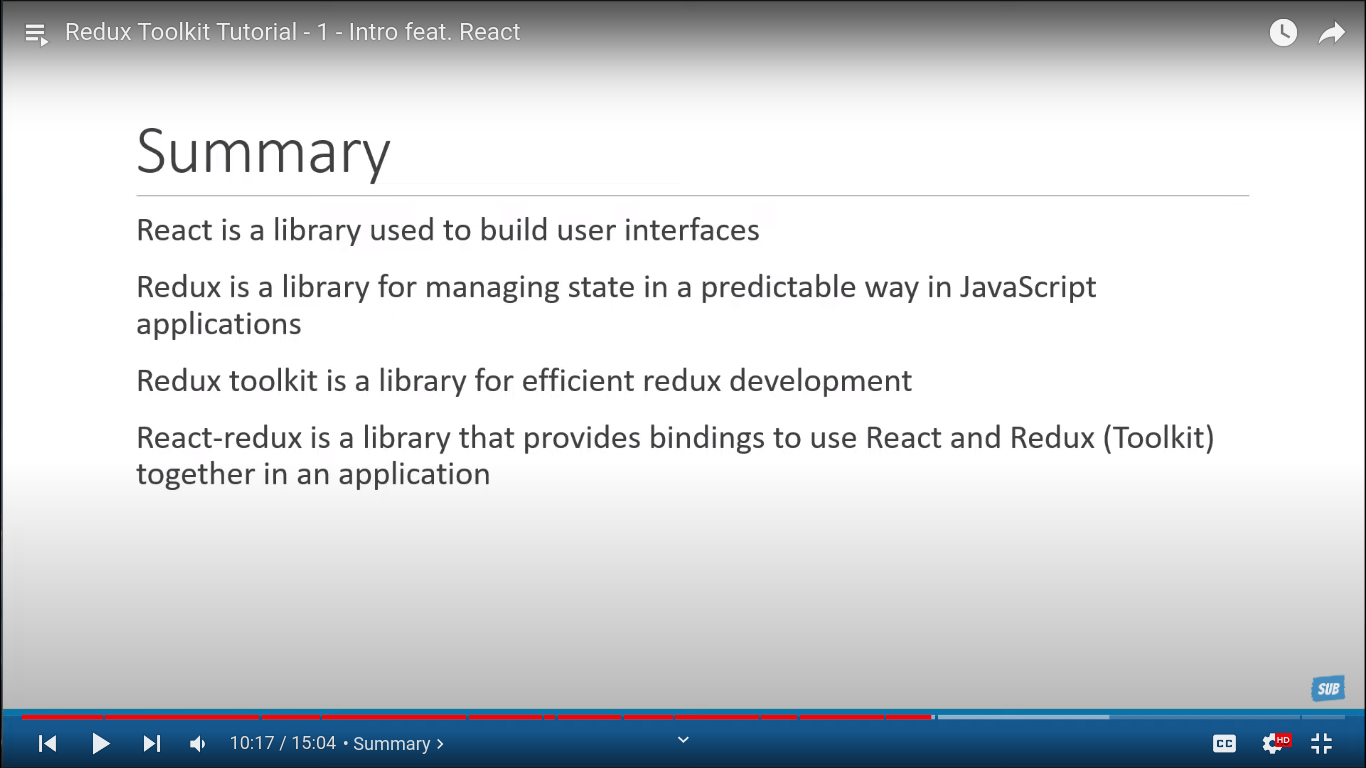 Redux Toolkit Tutorial - 1 - Intro feat. React
Summary
React is a library used to build user interfaces
Redux is a library for managing state in a predictable way in JavaScript
applications
Redux toolkit is a library for efficient redux development
React-redux is a library that provides bindings to use React and Redux (Toolkit)
together in an application
SUB
10:17 / 15:04 • Summary >
CC
HD